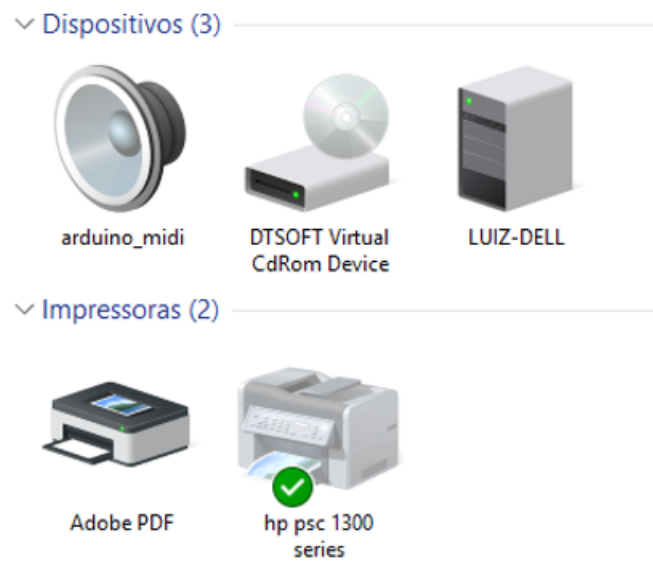 Dispositivos (3)
arduino_midi
DTSOFT Virtual
CdRom Device
LUIZ-DELL
Impressoras (2)
Adobe PDF
hp psc 1300
series